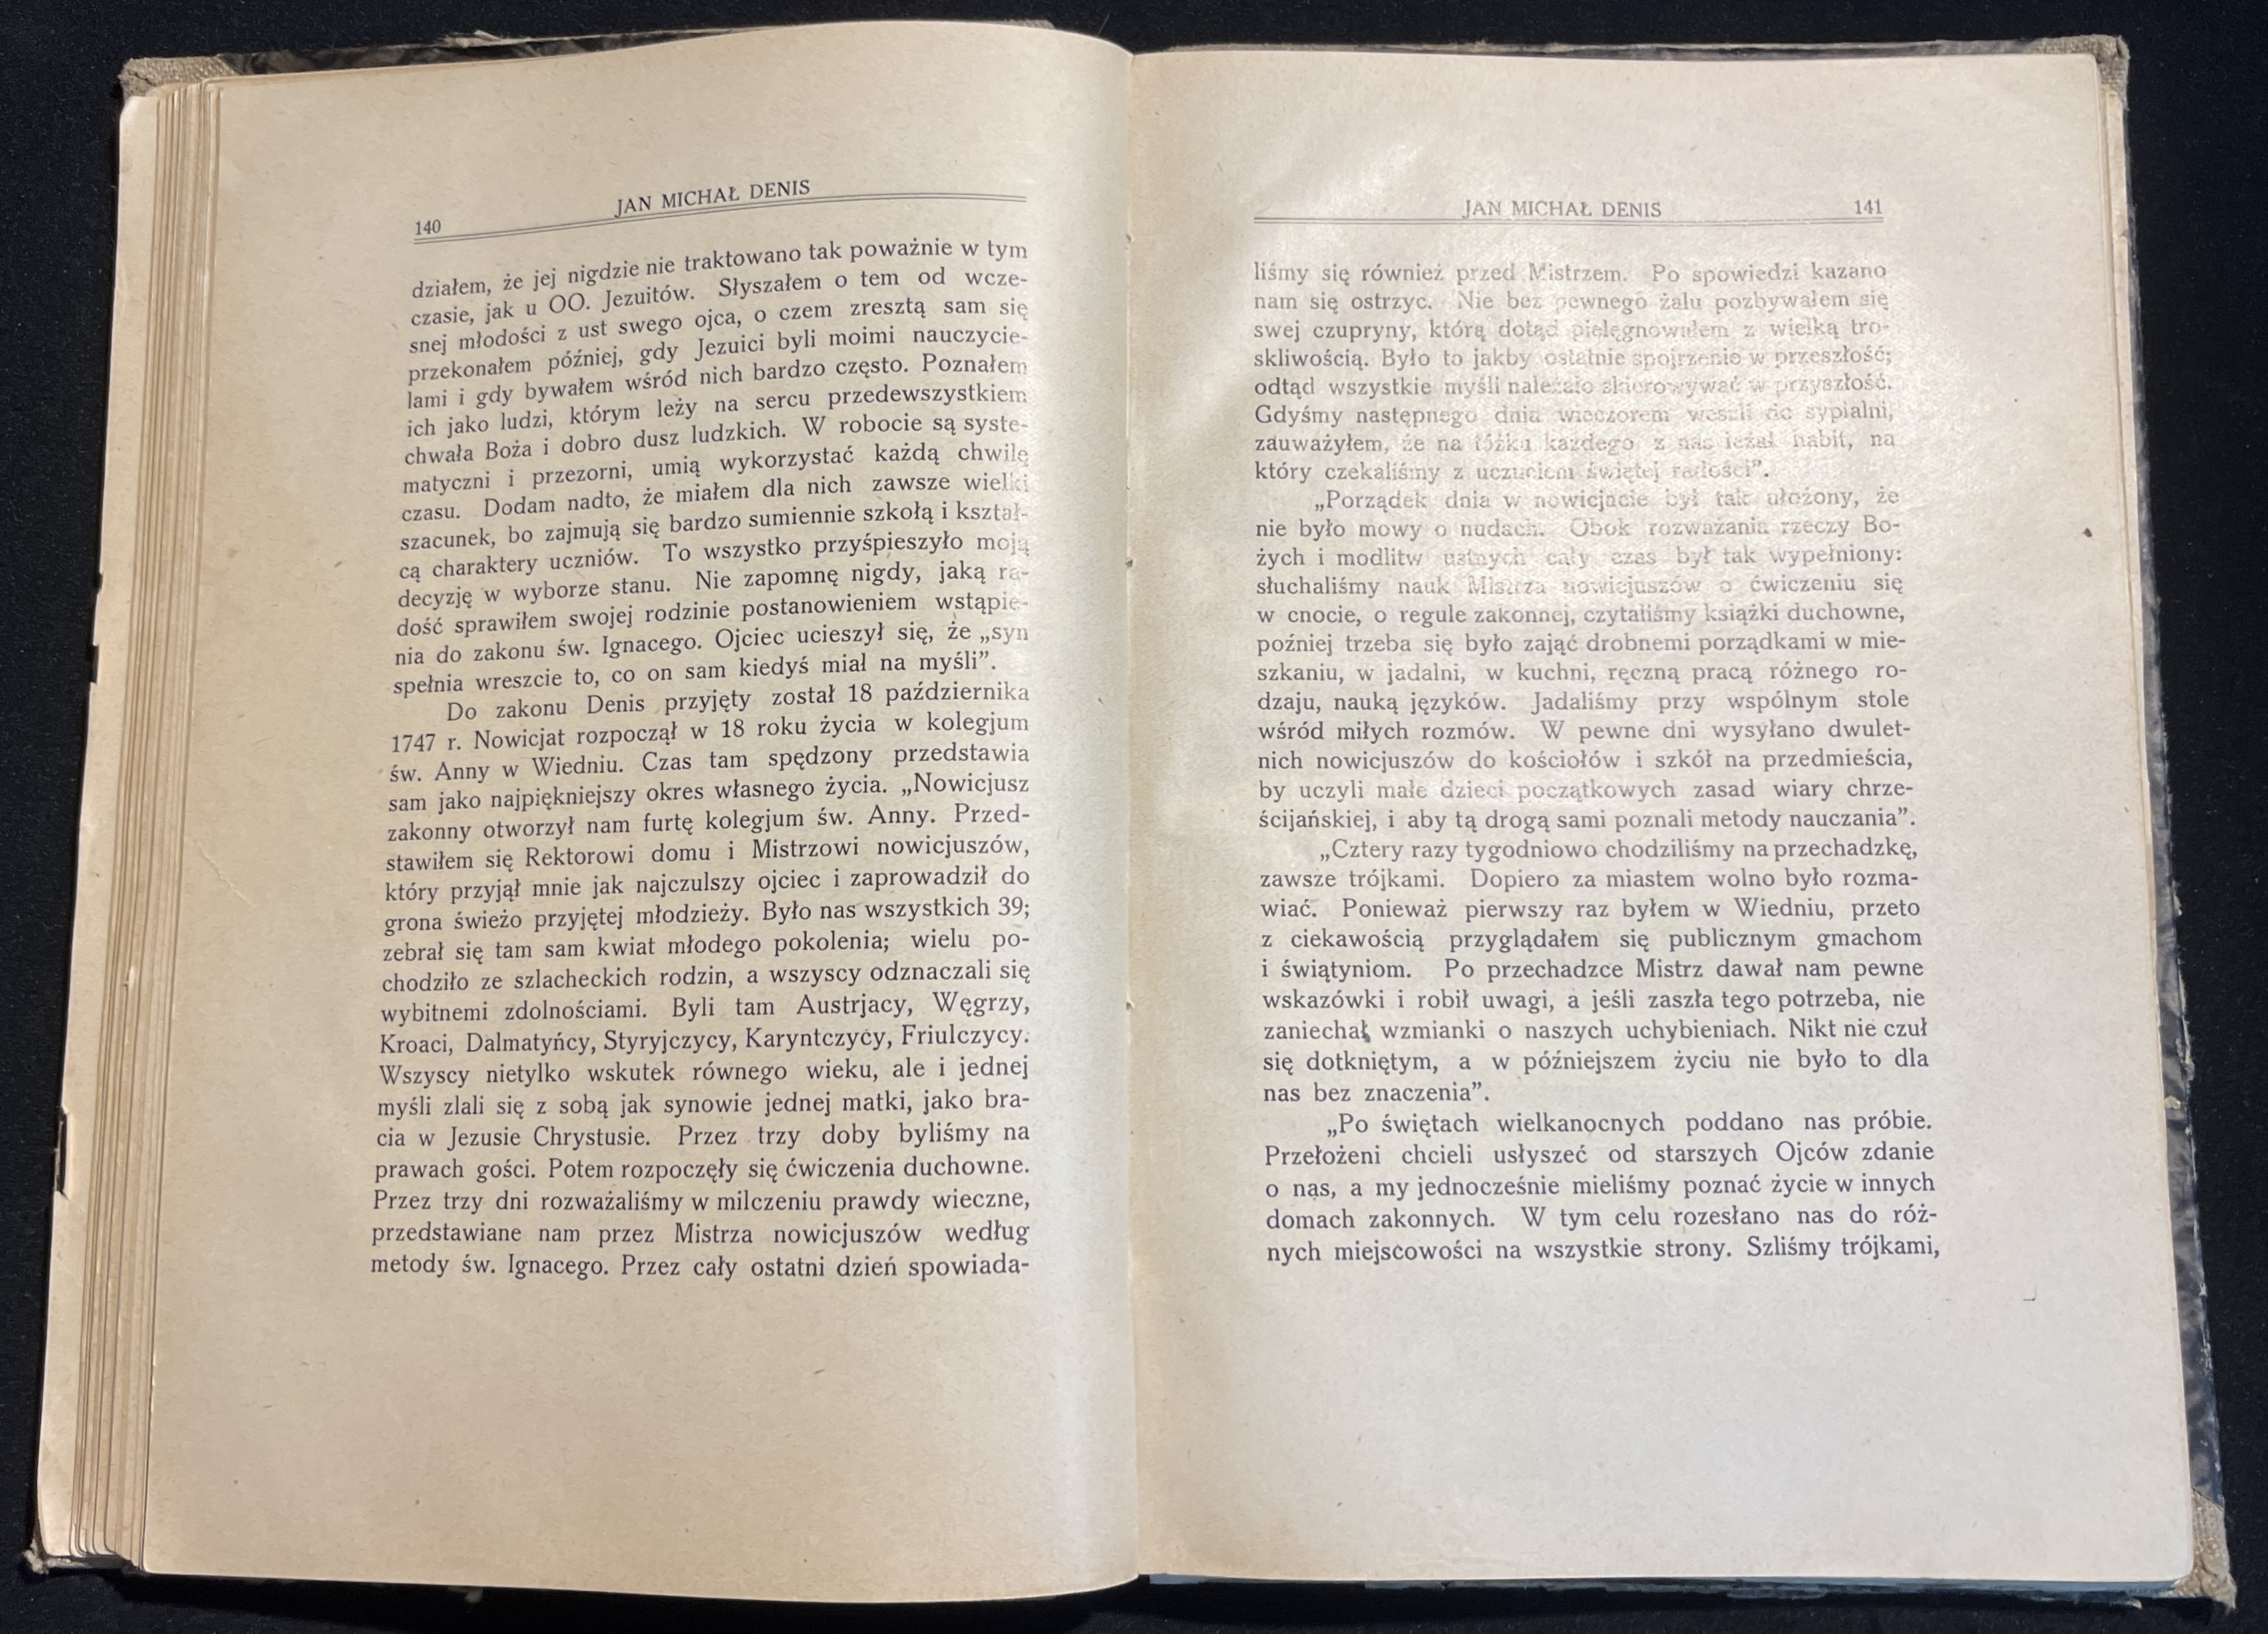 140
JAN MICHAŁ DENIS
działem, że jej nigdzie nie traktowano tak poważnie w tym
czasie, jak u OO. Jezuitów. Słyszałem o tem od wcze-
snej młodości z ust swego ojca, o czem zresztą sam się
przekonałem później, gdy Jezuici byli moimi nauczycie-
lami i gdy bywałem wśród nich bardzo często. Poznałem
ich jako ludzi, którym leży na sercu przedewszystkiem
chwała Boża i dobro dusz ludzkich. W robocie są syste-
matyczni i przezorni, umią wykorzystać każdą chwilę
czasu. Dodam nadto, że miałem dla nich zawsze wielki
szacunek, bo zajmują się bardzo sumiennie szkołą i kształ-
cą charaktery uczniów. To wszystko przyśpieszyło moją
decyzję w wyborze stanu. Nie zapomnę nigdy, jaką ra-
dość sprawiłem swojej rodzinie postanowieniem wstąpie-
nia do zakonu św. Ignacego. Ojciec ucieszył się, że „syn
spełnia wreszcie to, co on sam kiedyś miał na myśli”.
Do zakonu Denis przyjęty został 18 października
1747 r. Nowicjat rozpoczął w 18 roku życia w kolegjum
św. Anny w Wiedniu. Czas tam spędzony przedstawia
sam jako najpiękniejszy okres własnego życia. „Nowicjusz
zakonny otworzył nam furtę kolegjum św. Anny. Przed-
stawiłem się Rektorowi domu i Mistrzowi nowicjuszów,
który przyjął mnie jak najczulszy ojciec i zaprowadził do
grona świeżo przyjętej młodzieży. Było nas wszystkich 39;
zebrał się tam sam kwiat młodego pokolenia; wielu po-
chodziło ze szlacheckich rodzin, a wszyscy odznaczali się
wybitnemi zdolnościami. Byli tam Austrjacy, Węgrzy,
Kroaci, Dalmatyńcy, Styryjczycy, Karyntczycy, Friulczycy.
Wszyscy nietylko wskutek równego wieku, ale i jednej
myśli zlali się z sobą jak synowie jednej matki, jako bra-
cia w Jezusie Chrystusie. Przez trzy doby byliśmy na
prawach gości. Potem rozpoczęły się ćwiczenia duchowne.
Przez trzy dni rozważaliśmy w milczeniu prawdy wieczne,
przedstawiane nam przez Mistrza nowicjuszów według
metody św. Ignacego. Przez cały ostatni dzień spowiada-
JAN MICHAŁ DENIS
141
liśmy się również przed Mistrzem. Po spowiedzi kazano
nam się ostrzyc. Nie bez pewnego żalu pozbywałem się
swej czupryny, którą dotąd pielęgnowałem z wielką tro-
skliwością. Było to jakby ostatnie spojrzenie w przeszłość;
odtąd wszystkie myśli należało skierowywać w przyszłość.
Gdyśmy następnego dnia wieczorem weszli do sypialni,
zauważyłem, że na łóżku każdego z nas leżał habit, na
który czekaliśmy z uczuciem świętej radości”.
„Porządek dnia w nowicjacie był tak ułożony, że
nie było mowy o nudach. Obok rozważania rzeczy Bo-
żych i modlitw ustnych cały czas był tak wypełniony:
słuchaliśmy nauk Mistrza nowicjuszów o ćwiczeniu się
w cnocie, o regule zakonnej, czytaliśmy książki duchowne,
poźniej trzeba się było zająć drobnemi porządkami w mie-
szkaniu, w jadalni, w kuchni, ręczną pracą różnego ro-
dzaju, nauką języków. Jadaliśmy przy wspólnym stole
wśród miłych rozmów. W pewne dni wysyłano dwulet-
nich nowicjuszów do kościołów i szkół na przedmieścia,
by uczyli małe dzieci początkowych zasad wiary chrze-
ścijańskiej, i aby tą drogą sami poznali metody nauczania”.
„Cztery razy tygodniowo chodziliśmy na przechadzkę,
zawsze trójkami. Dopiero za miastem wolno było rozma-
wiać. Ponieważ pierwszy raz byłem w Wiedniu, przeto
z ciekawością przyglądałem się publicznym gmachom
i świątyniom. Po przechadzce Mistrz dawał nam pewne
wskazówki i robił uwagi, a jeśli zaszła tego potrzeba, nie
zaniechał wzmianki o naszych uchybieniach. Nikt nie czuł
się dotkniętym, a w późniejszem życiu nie było to dla
nas bez znaczenia”.
„Po świętach wielkanocnych poddano nas próbie.
Przełożeni chcieli usłyszeć od starszych Ojców zdanie
o nas, a my jednocześnie mieliśmy poznać życie w innych
domach zakonnych. W tym celu rozesłano nas do róż-
nych miejscowości na wszystkie strony. Szliśmy trójkami,